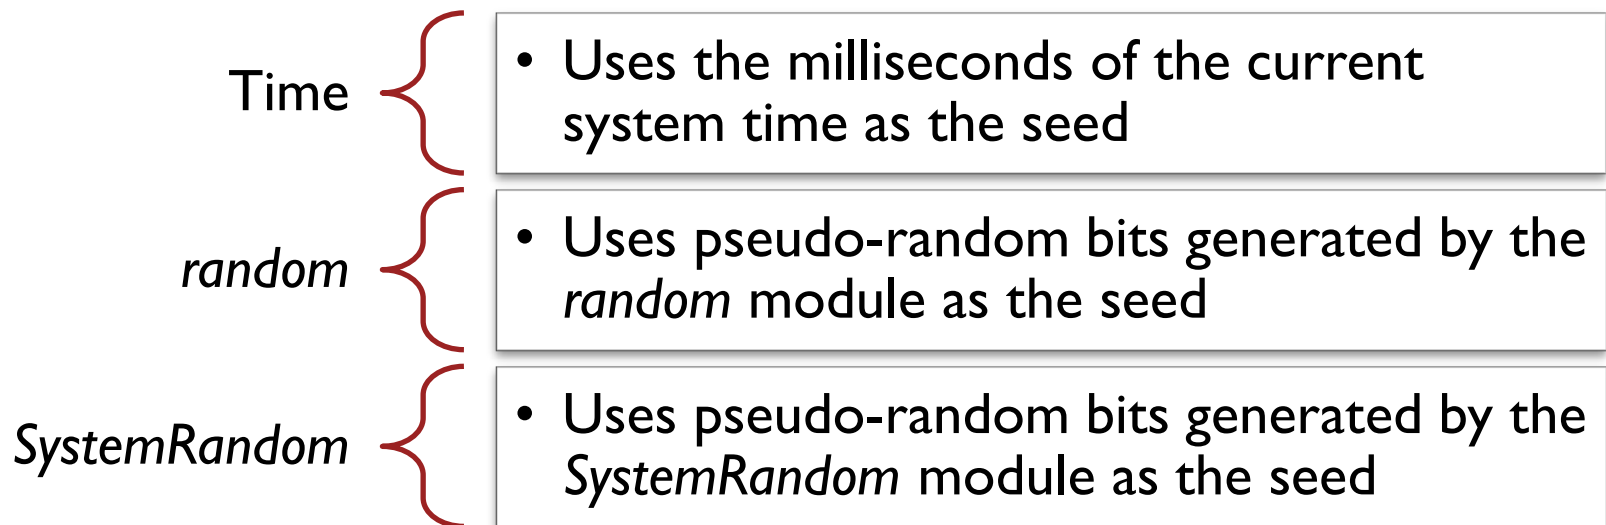 Time
• Uses the milliseconds of the current
system time as the seed
random
• Uses pseudo-random bits generated by the
random module as the seed
SystemRandom
• Uses pseudo-random bits generated by the
SystemRandom module as the seed